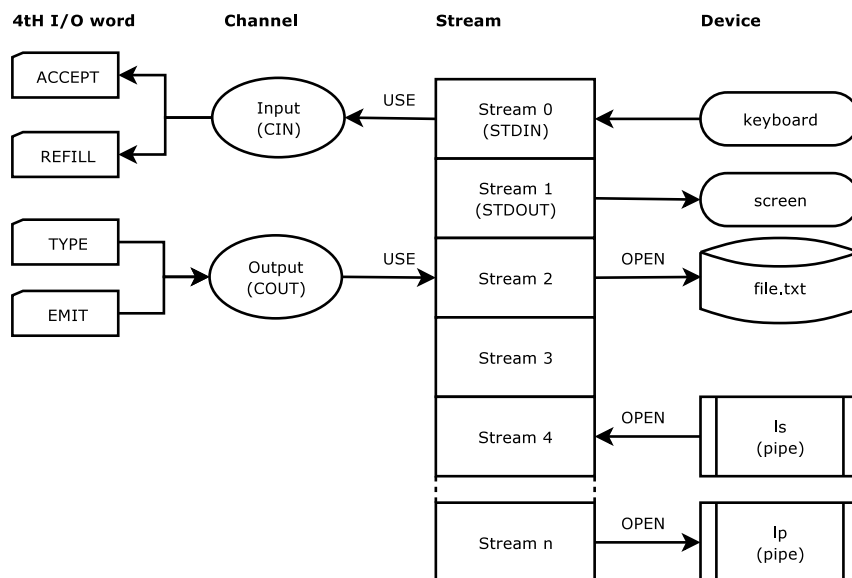 4tH I/O word Channel Stream Device
ACCEPT
REFILL
TYPE
EMIT
Input
(CIN)
Output
(COUT)
USE
USE
Stream 0
(STDIN)
Stream 1
(STDOUT)
Stream 2
Stream 3
Stream 4
Stream n
OPEN
OPEN
OPEN
keyboard
screen
file.txt
ls
(pipe)
lp
(pipe)